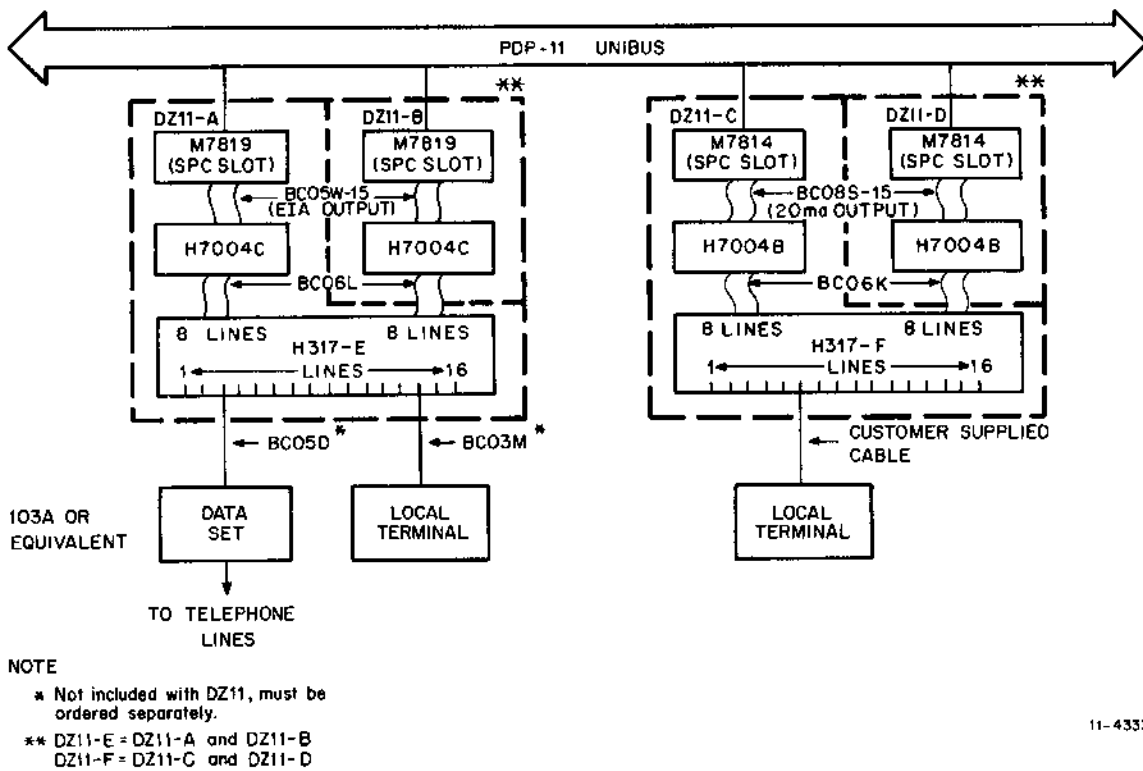 PDP-11 UNIBUS
**
**
DZ11-A
DZ11-B
DZ11-C
DZ11-D
M7819
(SPC SLOT)
M7819
(SPC SLOT)
M7814
(SPC SLOT)
M7814
(SPC SLOT)
BC05W-15
(EIA OUTPUT)
BC08S-15
(20ma OUTPUT)
H7004C
H7004C
H7004B
H7004B
BC06L
BC06K
8 LINES
8 LINES
H317-E
1 LINES 16
8 LINES
8 LINES
H317-F
1 LINES 16
BC05D*
BC03M*
CUSTOMER SUPPLIED
CABLE
103A OR
EQUIVALENT
DATA
SET
LOCAL
TERMINAL
LOCAL
TERMINAL
TO TELEPHONE
LINES
NOTE
* Not included with DZ11, must be
ordered separately.
** DZ11-E = DZ11-A and DZ11-B
DZ11-F = DZ11-C and DZ11-D